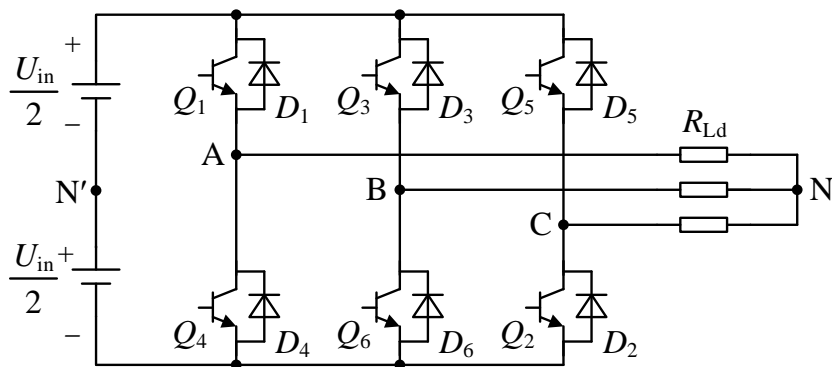 +
U_in/2
−
Q1
D1
Q3
D3
Q5
D5
R_Ld
A
N′
B
N
C
+
U_in/2
−
Q4
D4
Q6
D6
Q2
D2